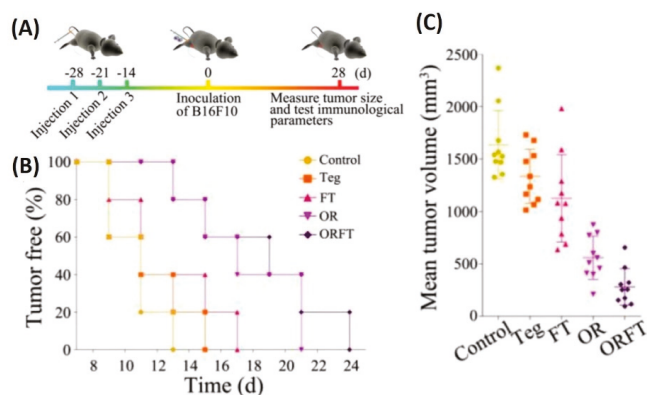 (A)
-28 -21 -14 0 28 (d)
Injection 1
Injection 2
Injection 3
Inoculation
of B16F10
Measure tumor size
and test immunological
parameters
(B)
Tumor free (%)
100
80
60
40
20
0
8 10 12 14 16 18 20 22 24
Time (d)
Control
Teg
FT
OR
ORFT
(C)
Mean tumor volume (mm³)
2500
2000
1500
1000
500
0
Control Teg FT OR ORFT